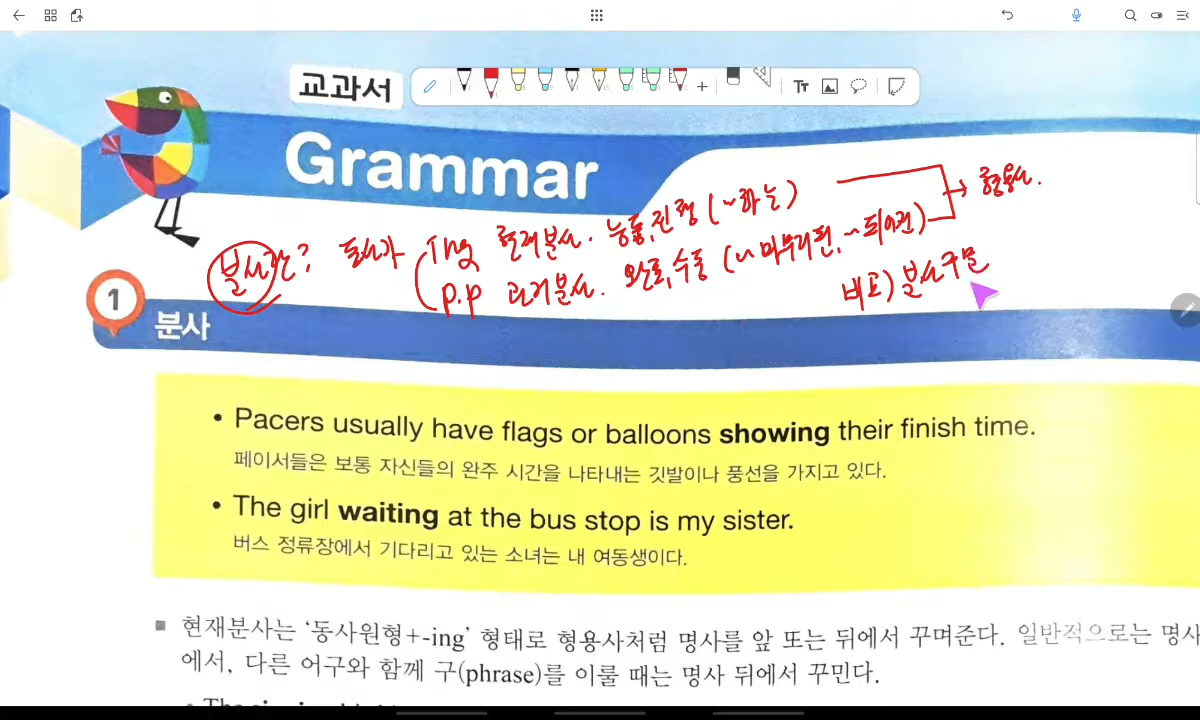 교과서
Tт
Grammar
분사란? 동사가 ing 현재분사. 능동,진행 (~하는) → 형용사.
p.p 과거분사. 완료,수동 (~마무리된, ~되어진)
비교) 분사구문
1
분사
• Pacers usually have flags or balloons showing their finish time.
페이서들은 보통 자신들의 완주 시간을 나타내는 깃발이나 풍선을 가지고 있다.
• The girl waiting at the bus stop is my sister.
버스 정류장에서 기다리고 있는 소녀는 내 여동생이다.
■ 현재분사는 ‘동사원형+-ing’ 형태로 형용사처럼 명사를 앞 또는 뒤에서 꾸며준다. 일반적으로는 명사
에서, 다른 어구와 함께 구(phrase)를 이룰 때는 명사 뒤에서 꾸민다.